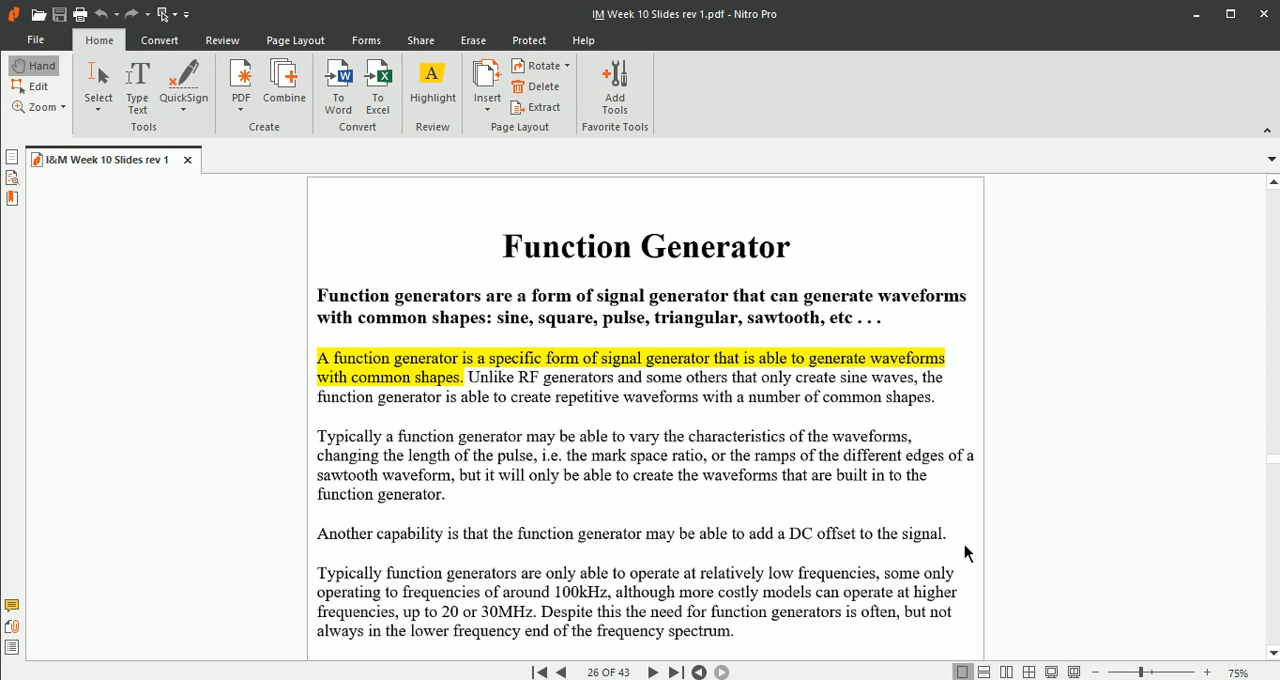 I̲M Week 10 Slides rev 1.pdf - Nitro Pro
File Home Convert Review Page Layout Forms Share Erase Protect Help
Hand
Edit
Zoom
Select
Type Text
QuickSign
Tools
PDF
Combine
Create
To Word
To Excel
Convert
A
Highlight
Review
Insert
Rotate
Delete
Extract
Page Layout
Add Tools
Favorite Tools
I&M Week 10 Slides rev 1
Function Generator
Function generators are a form of signal generator that can generate waveforms
with common shapes: sine, square, pulse, triangular, sawtooth, etc . . .
A function generator is a specific form of signal generator that is able to generate waveforms
with common shapes. Unlike RF generators and some others that only create sine waves, the
function generator is able to create repetitive waveforms with a number of common shapes.
Typically a function generator may be able to vary the characteristics of the waveforms,
changing the length of the pulse, i.e. the mark space ratio, or the ramps of the different edges of a
sawtooth waveform, but it will only be able to create the waveforms that are built in to the
function generator.
Another capability is that the function generator may be able to add a DC offset to the signal.
Typically function generators are only able to operate at relatively low frequencies, some only
operating to frequencies of around 100kHz, although more costly models can operate at higher
frequencies, up to 20 or 30MHz. Despite this the need for function generators is often, but not
always in the lower frequency end of the frequency spectrum.
26 OF 43
75%